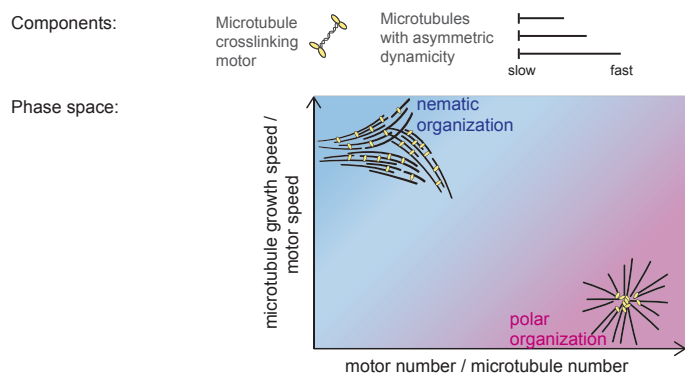 Components:
Microtubule
crosslinking
motor
Microtubules
with asymmetric
dynamicity
slow
fast
Phase space:
nematic
organization
microtubule growth speed /
motor speed
polar
organization
motor number / microtubule number